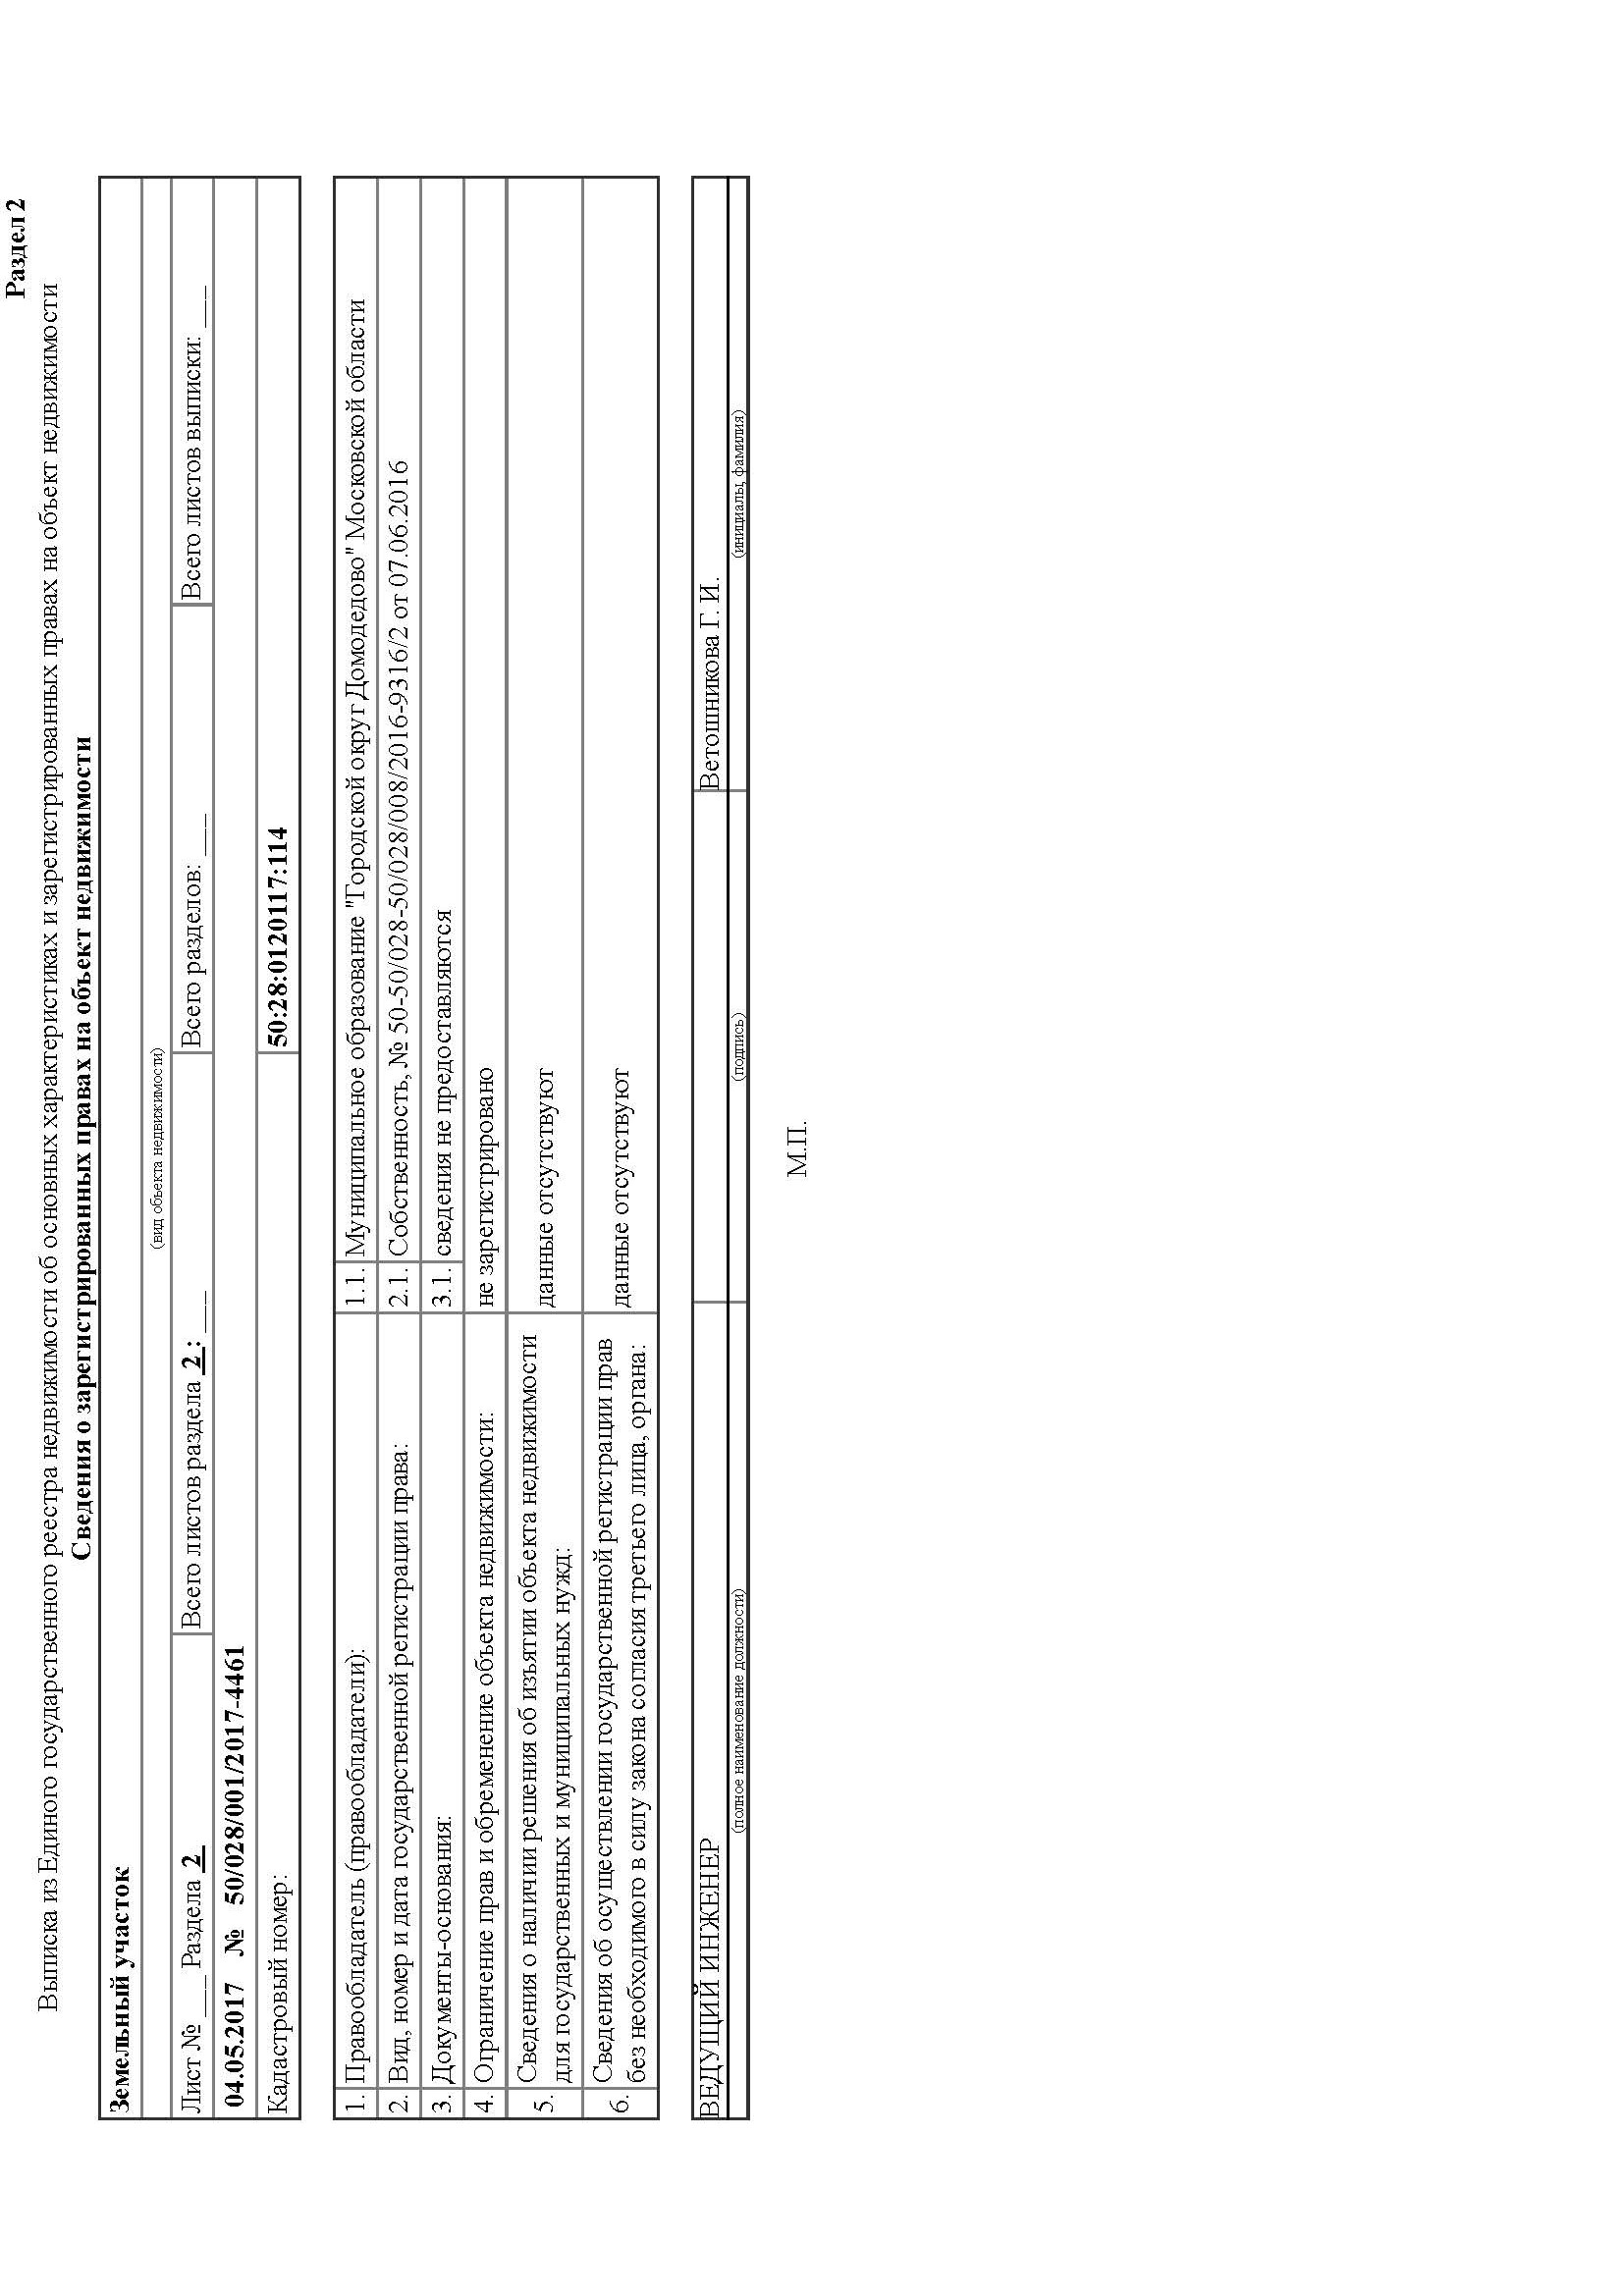 Раздел 2
Выписка из Единого государственного реестра недвижимости об основных характеристиках и зарегистрированных правах на объект недвижимости
Сведения о зарегистрированных правах на объект недвижимости
Земельный участок
(вид объекта недвижимости)
Лист № ___ Раздела 2 Всего листов раздела 2 : ___ Всего разделов: ___ Всего листов выписки: ___
04.05.2017 № 50/028/001/2017-4461
Кадастровый номер: 50:28:0120117:114
1. Правообладатель (правообладатели): 1.1. Муниципальное образование "Городской округ Домодедово" Московской области
2. Вид, номер и дата государственной регистрации права: 2.1. Собственность, № 50-50/028-50/028/008/2016-9316/2 от 07.06.2016
3. Документы-основания: 3.1. сведения не предоставляются
4. Ограничение прав и обременение объекта недвижимости: не зарегистрировано
5. Сведения о наличии решения об изъятии объекта недвижимости
для государственных и муниципальных нужд: данные отсутствуют
6. Сведения об осуществлении государственной регистрации прав
без необходимого в силу закона согласия третьего лица, органа: данные отсутствуют
ВЕДУЩИЙ ИНЖЕНЕР Ветошникова Г. И.
(полное наименование должности) (подпись) (инициалы, фамилия)
М.П.